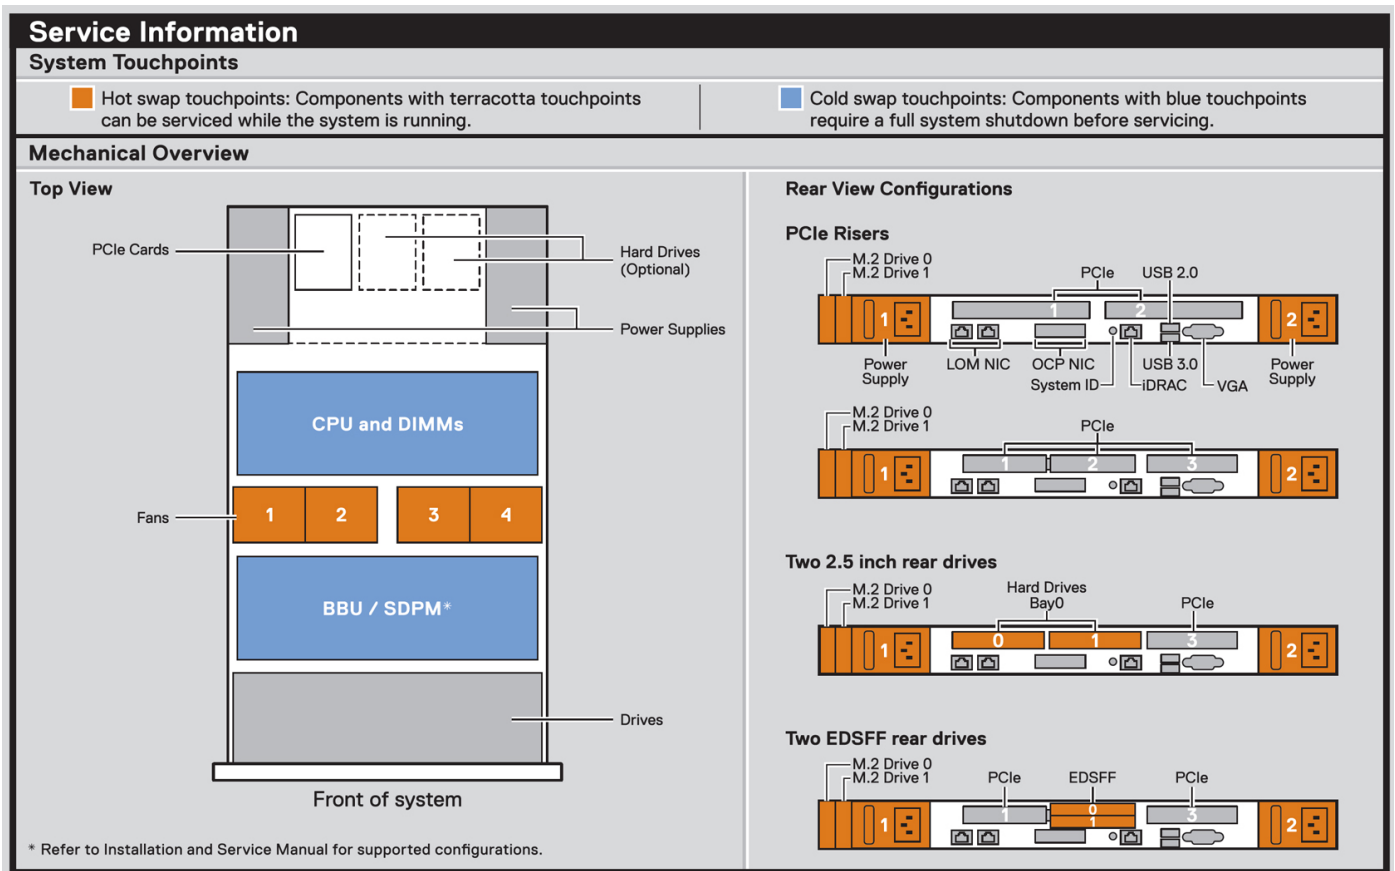 Service Information
System Touchpoints
Hot swap touchpoints: Components with terracotta touchpoints
can be serviced while the system is running.
Cold swap touchpoints: Components with blue touchpoints
require a full system shutdown before servicing.
Mechanical Overview
Top View
PCIe Cards
Hard Drives
(Optional)
Power Supplies
CPU and DIMMs
Fans
1 2 3 4
BBU / SDPM*
Drives
Front of system
* Refer to Installation and Service Manual for supported configurations.
Rear View Configurations
PCIe Risers
M.2 Drive 0
M.2 Drive 1
PCIe
USB 2.0
1
1
2
2
Power
Supply
LOM NIC
OCP NIC
System ID
iDRAC
USB 3.0
VGA
Power
Supply
M.2 Drive 0
M.2 Drive 1
PCIe
1
1
2
3
2
Two 2.5 inch rear drives
M.2 Drive 0
M.2 Drive 1
Hard Drives
Bay0
PCIe
1
0
1
3
2
Two EDSFF rear drives
M.2 Drive 0
M.2 Drive 1
PCIe
EDSFF
PCIe
1
1
0
1
3
2